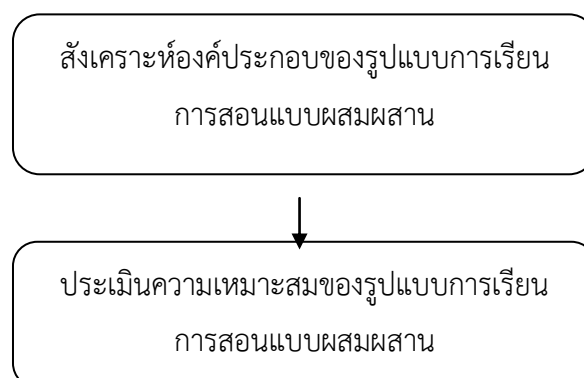 สังเคราะห์องค์ประกอบของรูปแบบการเรียน
การสอนแบบผสมผสาน
ประเมินความเหมาะสมของรูปแบบการเรียน
การสอนแบบผสมผสาน